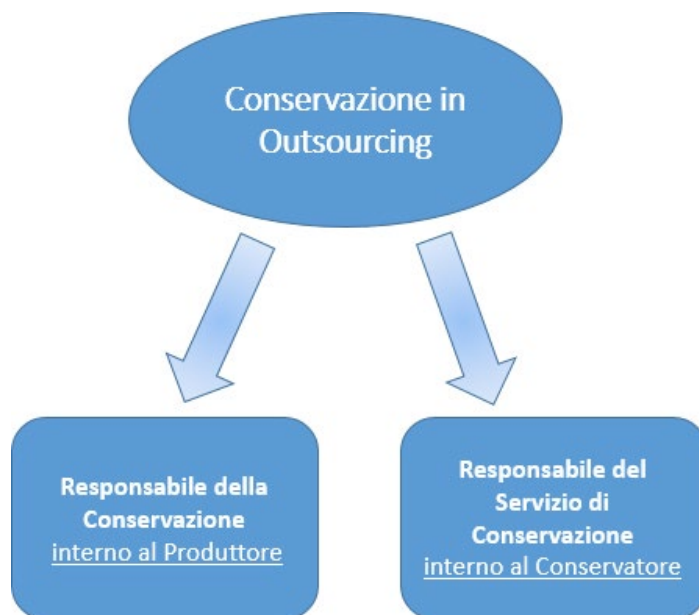 Conservazione in
Outsourcing
Responsabile della
Conservazione
interno al Produttore
Responsabile del
Servizio di
Conservazione
interno al Conservatore